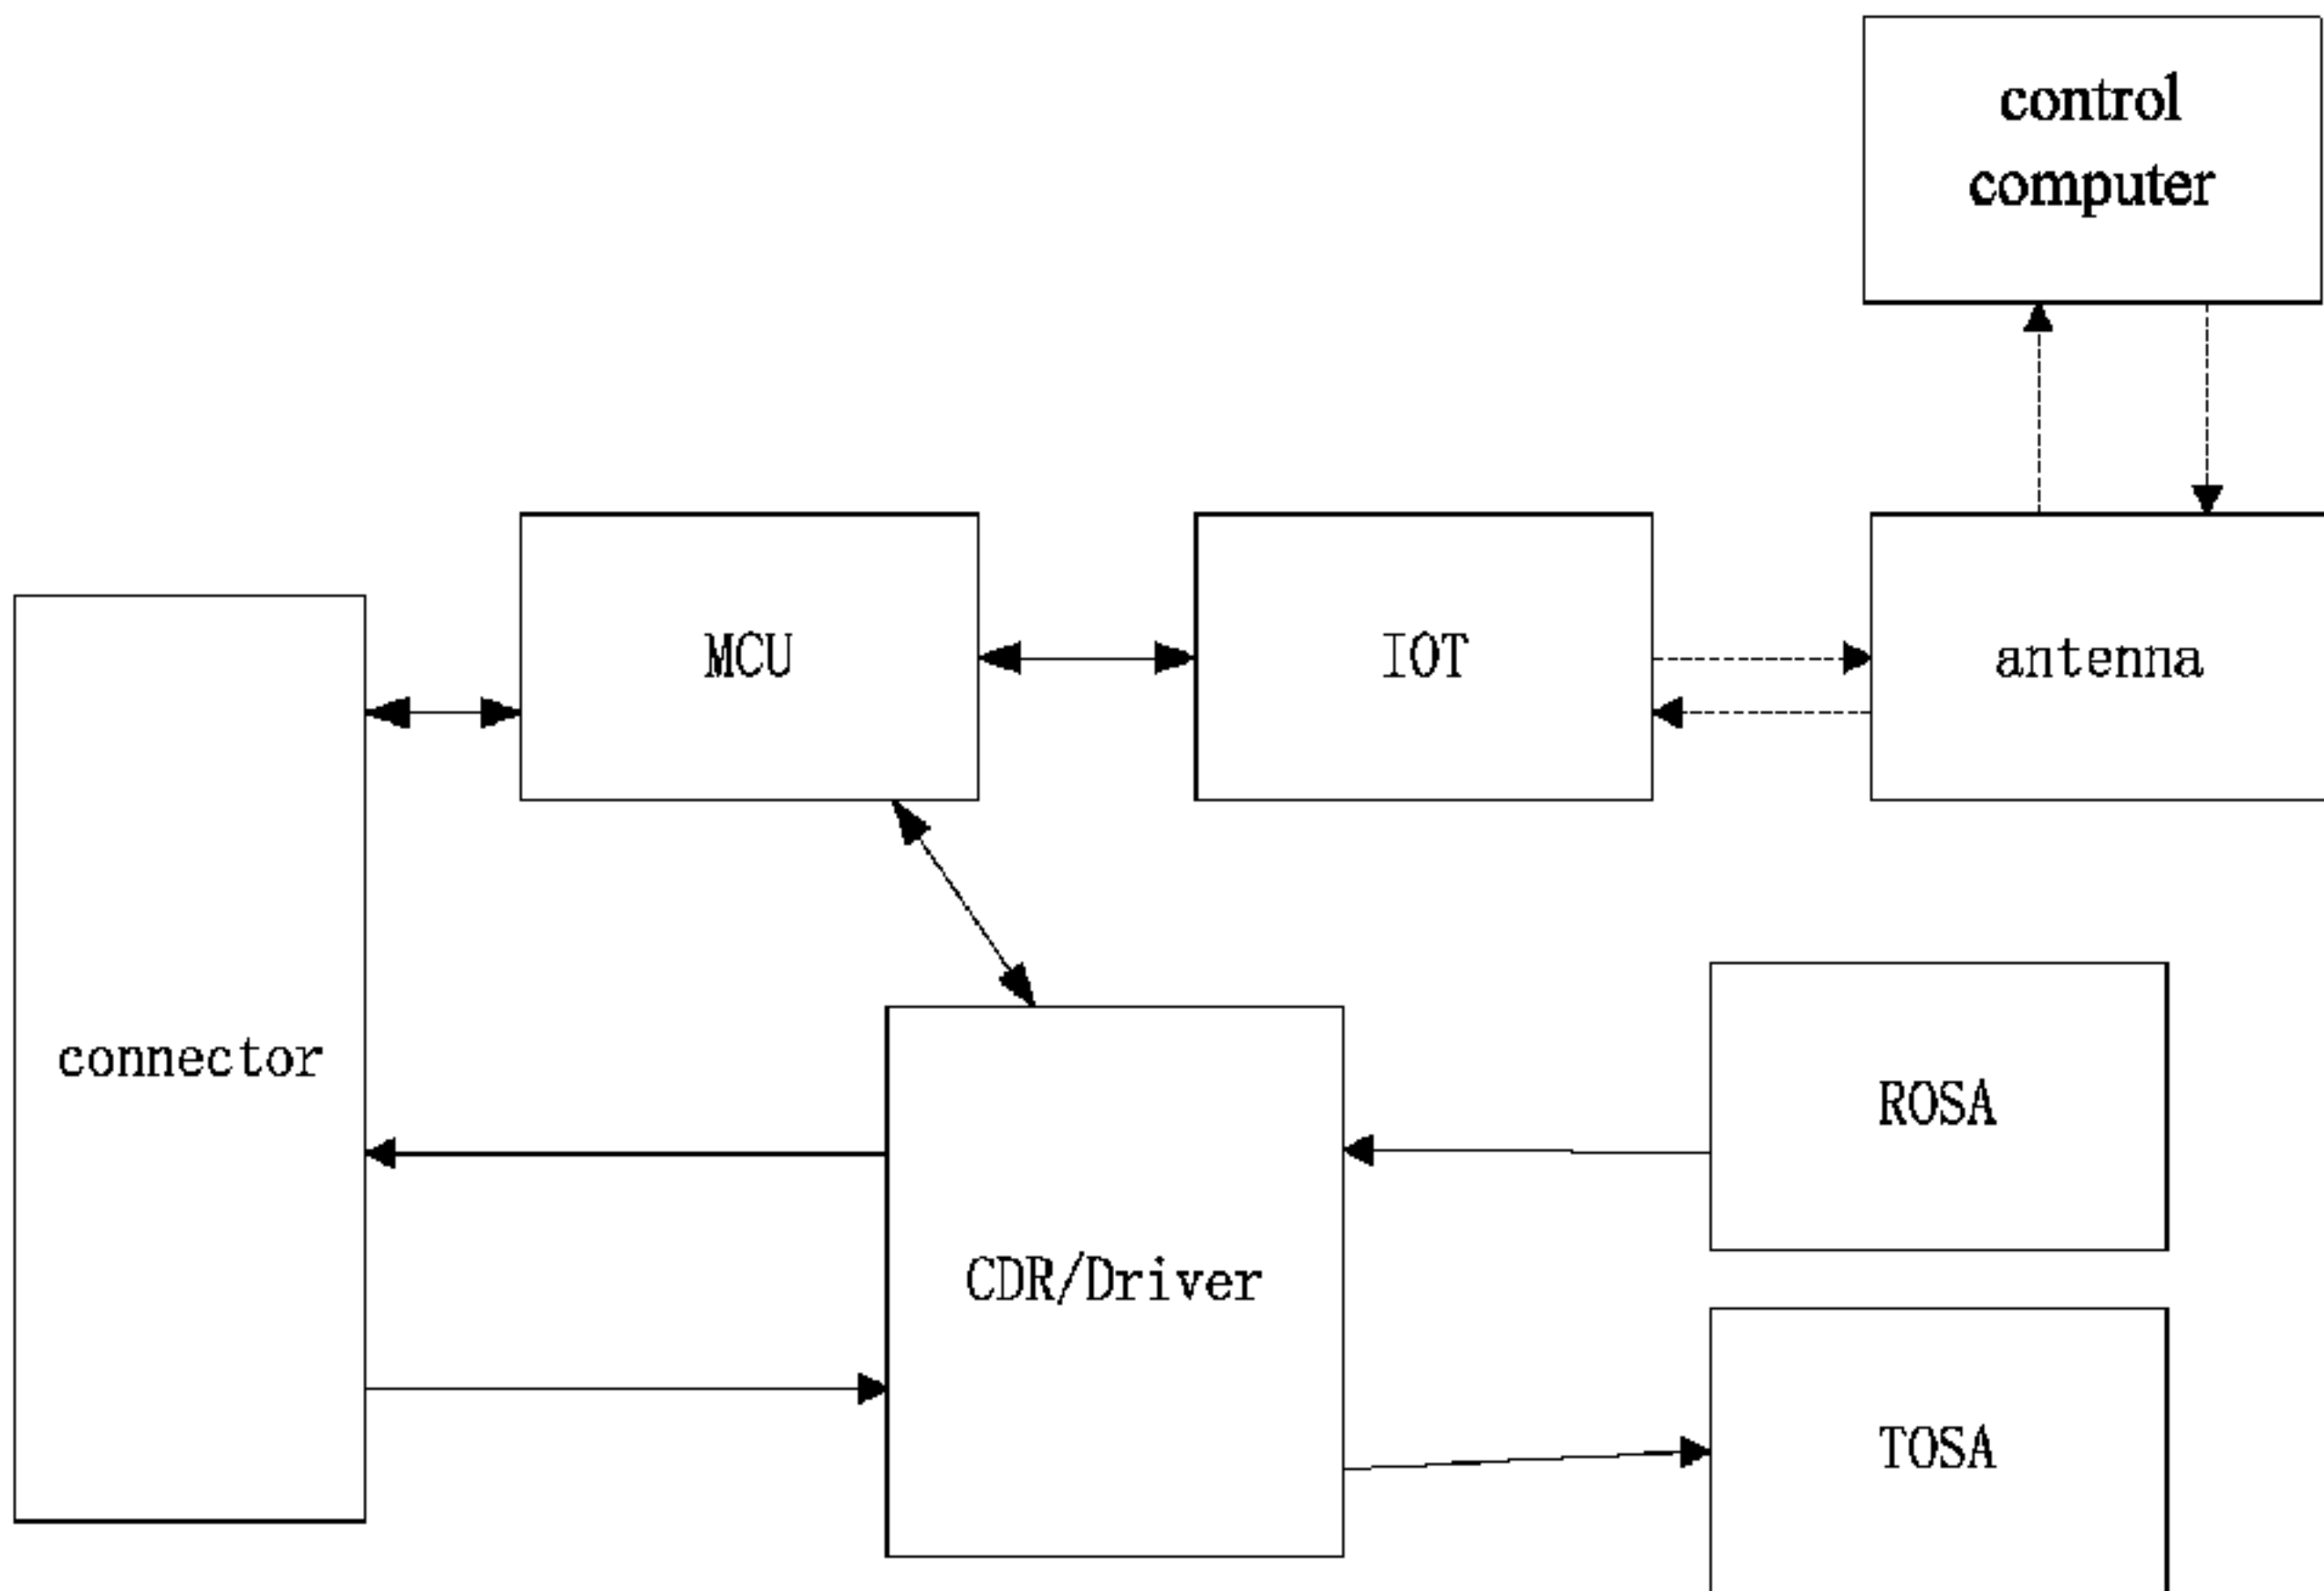 control
computer
MCU
IOT
antenna
connector
ROSA
CDR/Driver
TOSA